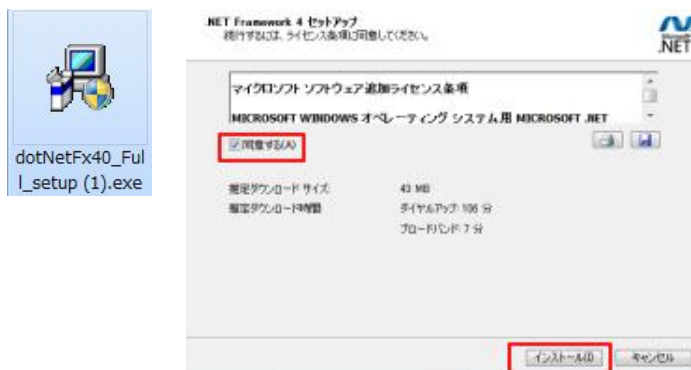 dotNetFx40_Ful
l_setup (1).exe
.NET Framework 4 セットアップ
続行するには、ライセンス条項に同意してください。
.NET
マイクロソフト ソフトウェア追加ライセンス条項
MICROSOFT WINDOWS オペレーティング システム用 MICROSOFT .NET
同意する(A)
推定ダウンロード サイズ: 43 MB
推定ダウンロード時間: ダイヤルアップ: 106 分
ブロードバンド: 7 分
インストール(I)
キャンセル